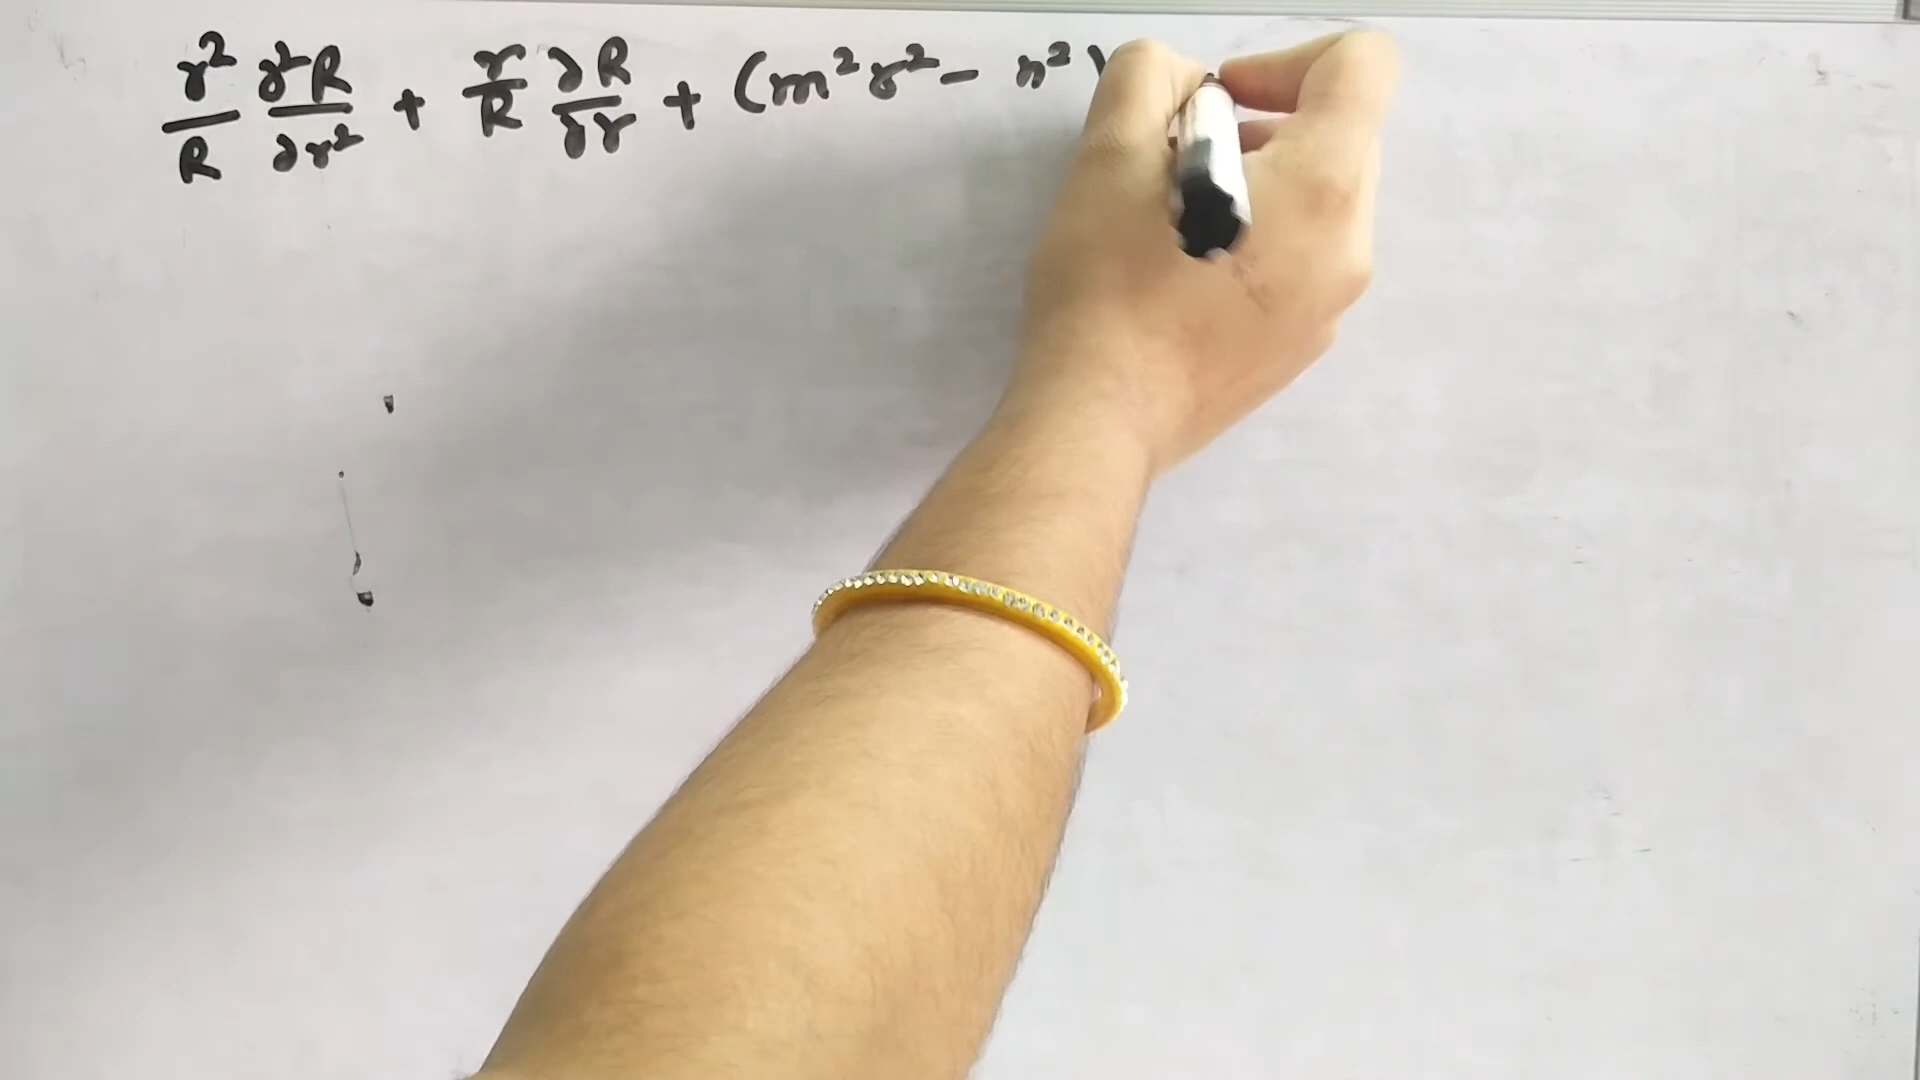 r²/R ∂²R/∂r² + r/R ∂R/∂r + (m²r² - n²)